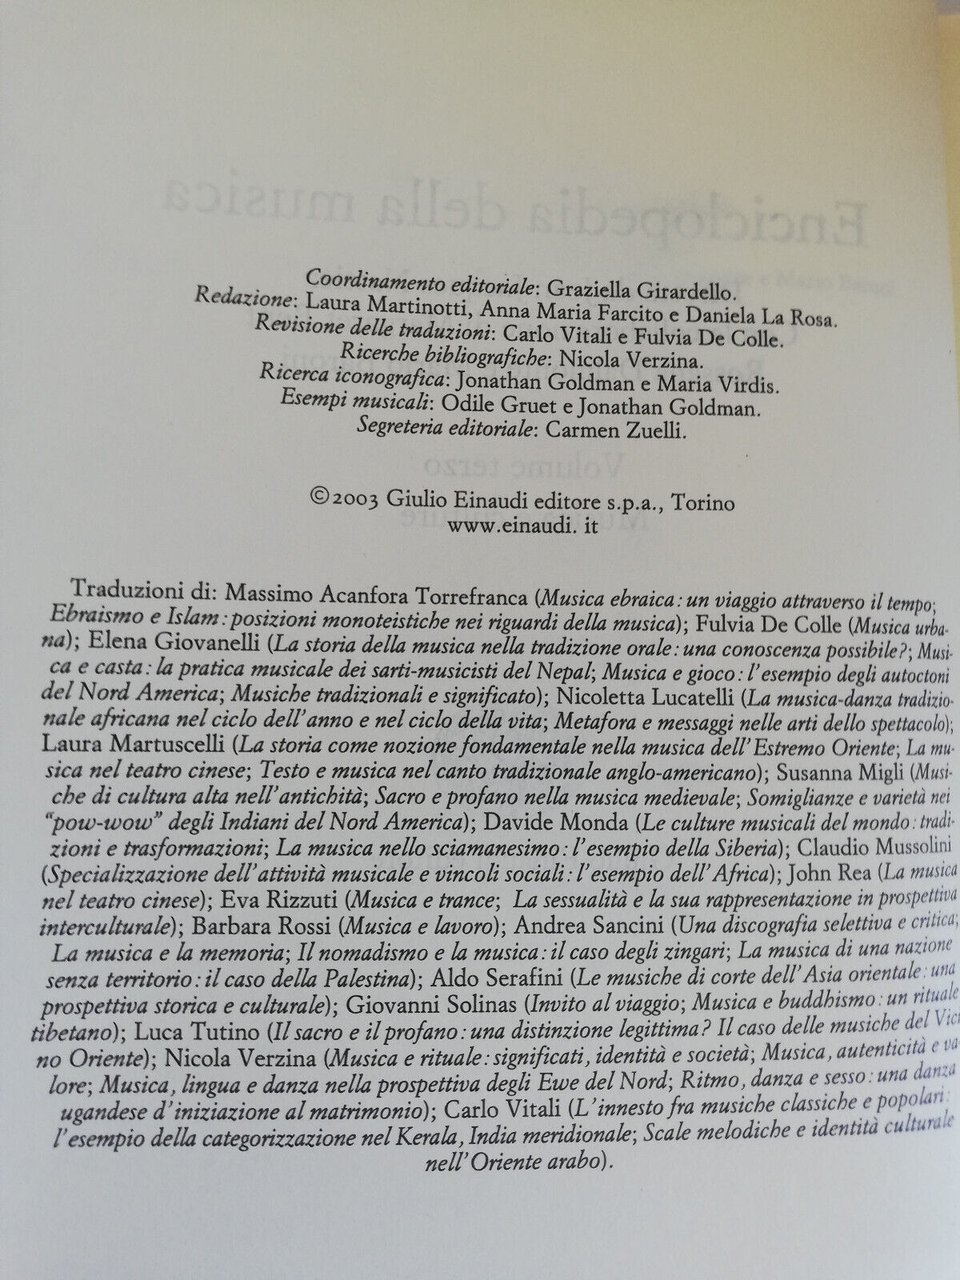 Enciclopedia della musica
Volume terzo
Coordinamento editoriale: Graziella Girardello.
Redazione: Laura Martinotti, Anna Maria Farcito e Daniela La Rosa.
Revisione delle traduzioni: Carlo Vitali e Fulvia De Colle.
Ricerche bibliografiche: Nicola Verzina.
Ricerca iconografica: Jonathan Goldman e Maria Virdis.
Esempi musicali: Odile Gruet e Jonathan Goldman.
Segreteria editoriale: Carmen Zuelli.
©2003 Giulio Einaudi editore s.p.a., Torino
www.einaudi. it
Traduzioni di: Massimo Acanfora Torrefranca (Musica ebraica: un viaggio attraverso il tempo;
Ebraismo e Islam: posizioni monoteistiche nei riguardi della musica); Fulvia De Colle (Musica urba-
na); Elena Giovanelli (La storia della musica nella tradizione orale: una conoscenza possibile?; Musi-
ca e casta: la pratica musicale dei sarti-musicisti del Nepal; Musica e gioco: l'esempio degli autoctoni
del Nord America; Musiche tradizionali e significato); Nicoletta Lucatelli (La musica-danza tradizio-
nale africana nel ciclo dell'anno e nel ciclo della vita; Metafora e messaggi nelle arti dello spettacolo);
Laura Martuscelli (La storia come nozione fondamentale nella musica dell'Estremo Oriente; La mu-
sica nel teatro cinese; Testo e musica nel canto tradizionale anglo-americano); Susanna Migli (Musi-
che di cultura alta nell'antichità; Sacro e profano nella musica medievale; Somiglianze e varietà nei
"pow-wow" degli Indiani del Nord America); Davide Monda (Le culture musicali del mondo: tradi-
zioni e trasformazioni; La musica nello sciamanesimo: l'esempio della Siberia); Claudio Mussolini
(Specializzazione dell'attività musicale e vincoli sociali: l'esempio dell'Africa); John Rea (La musica
nel teatro cinese); Eva Rizzuti (Musica e trance; La sessualità e la sua rappresentazione in prospettiva
interculturale); Barbara Rossi (Musica e lavoro); Andrea Sancini (Una discografia selettiva e critica;
La musica e la memoria; Il nomadismo e la musica: il caso degli zingari; La musica di una nazione
senza territorio: il caso della Palestina); Aldo Serafini (Le musiche di corte dell'Asia orientale: una
prospettiva storica e culturale); Giovanni Solinas (Invito al viaggio; Musica e buddhismo: un rituale
tibetano); Luca Tutino (Il sacro e il profano: una distinzione legittima? Il caso delle musiche del Vici
no Oriente); Nicola Verzina (Musica e rituale: significati, identità e società; Musica, autenticità e va
lore; Musica, lingua e danza nella prospettiva degli Ewe del Nord; Ritmo, danza e sesso: una danza
ugandese d'iniziazione al matrimonio); Carlo Vitali (L'innesto fra musiche classiche e popolari:
l'esempio della categorizzazione nel Kerala, India meridionale; Scale melodiche e identità culturale
nell'Oriente arabo).